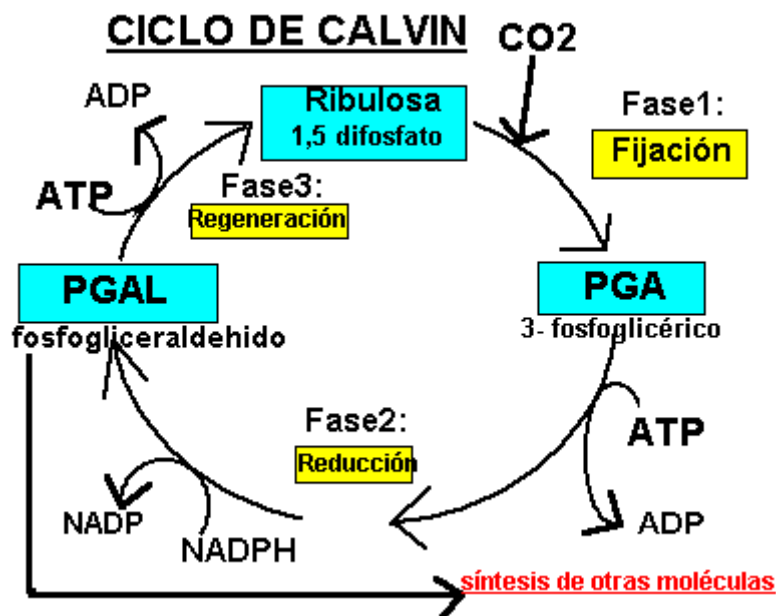 CICLO DE CALVIN
CO2
ADP
Ribulosa
1,5 difosfato
Fase1:
Fijación
ATP
Fase3:
Regeneración
PGAL
fosfogliceraldehido
PGA
3- fosfoglicérico
Fase2:
Reducción
ATP
NADP
NADPH
ADP
síntesis de otras moléculas